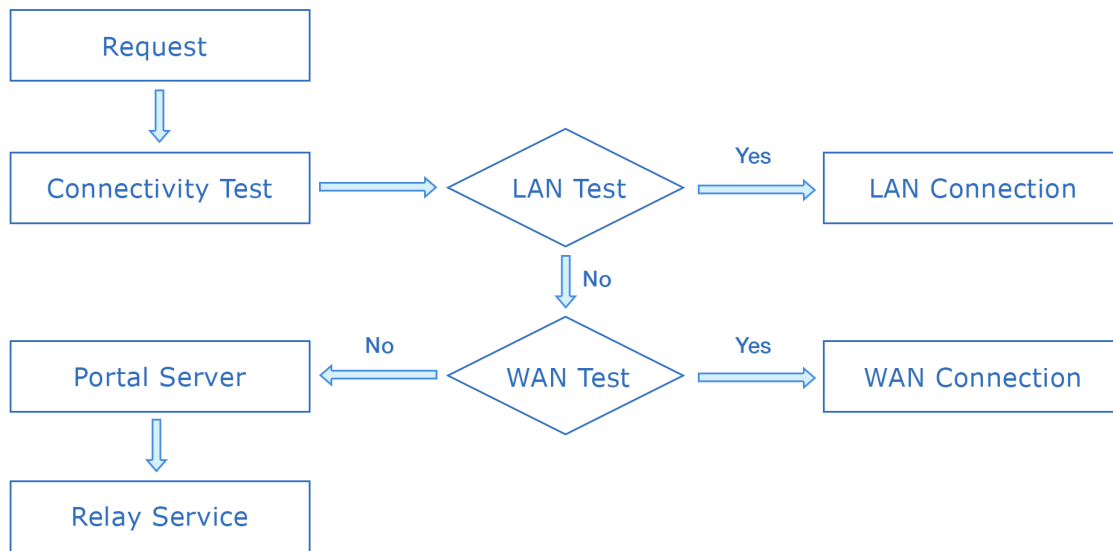 Request
Connectivity Test
LAN Test
Yes
LAN Connection
No
Portal Server
No
WAN Test
Yes
WAN Connection
Relay Service